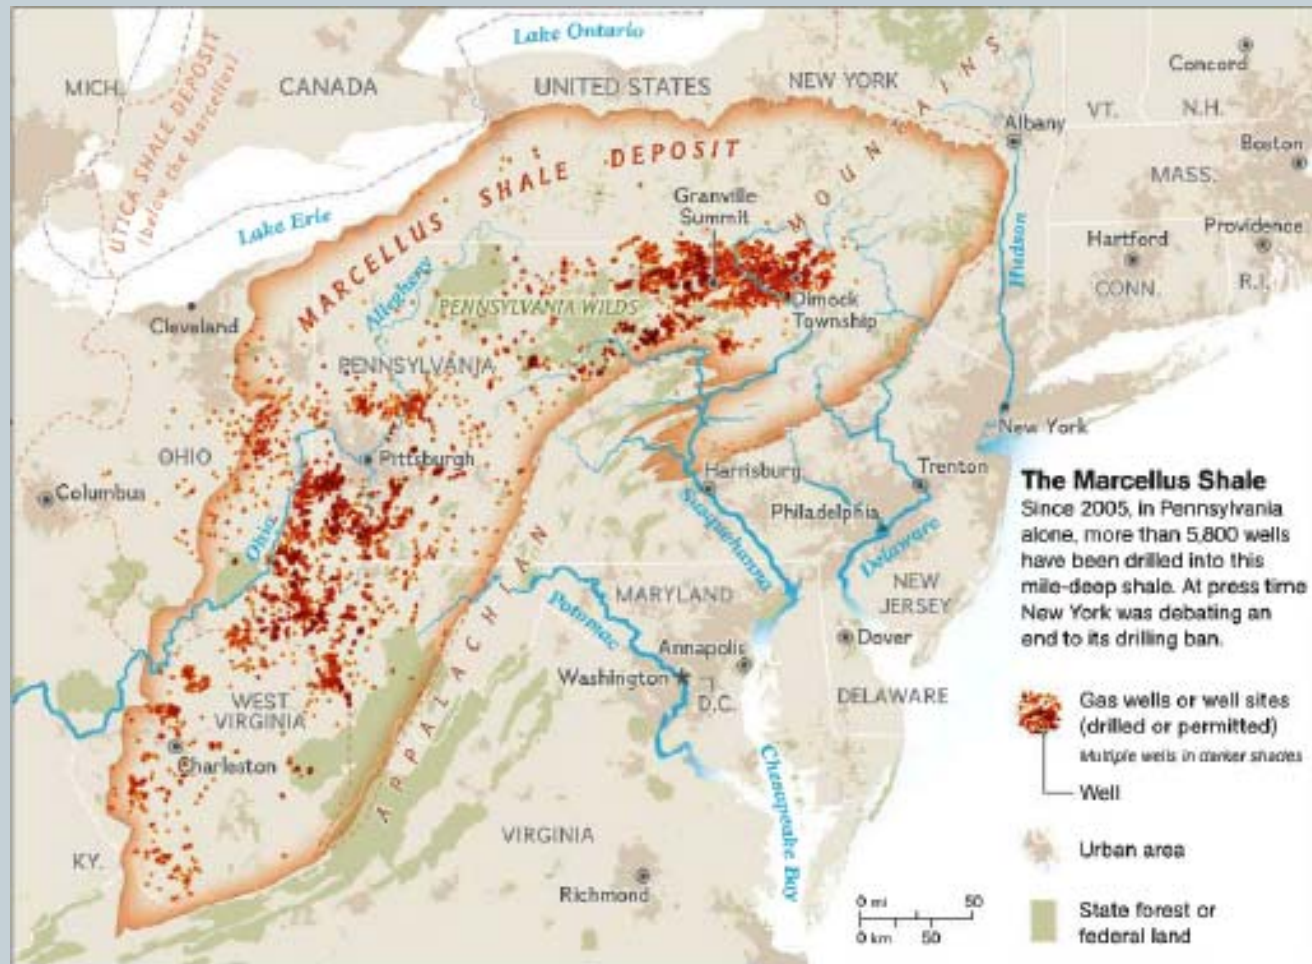 Lake Ontario
MICH.
CANADA
UNITED STATES
NEW YORK
Concord
VT.
N.H.
Albany
Boston
MASS.
UTICA SHALE DEPOSIT
(below the Marcellus)
MARCELLUS SHALE DEPOSIT
Granville
Summit
Lake Erie
Hartford
Providence
CONN.
R.I.
Hudson
Allegheny
PENNSYLVANIA WILDS
Dimock
Township
Cleveland
PENNSYLVANIA
New York
OHIO
Pittsburgh
Columbus
Harrisburg
Trenton
Philadelphia
Susquehanna
Delaware
Ohio
NEW
JERSEY
MARYLAND
Potomac
Annapolis
Dover
Washington
D.C.
DELAWARE
WEST
VIRGINIA
Charleston
APPALACHIAN MOUNTAINS
Chesapeake Bay
VIRGINIA
KY.
Richmond
0 mi 50
0 km 50
The Marcellus Shale
Since 2005, in Pennsylvania
alone, more than 5,800 wells
have been drilled into this
mile-deep shale. At press time
New York was debating an
end to its drilling ban.
Gas wells or well sites
(drilled or permitted)
Multiple wells in darker shades
Well
Urban area
State forest or
federal land